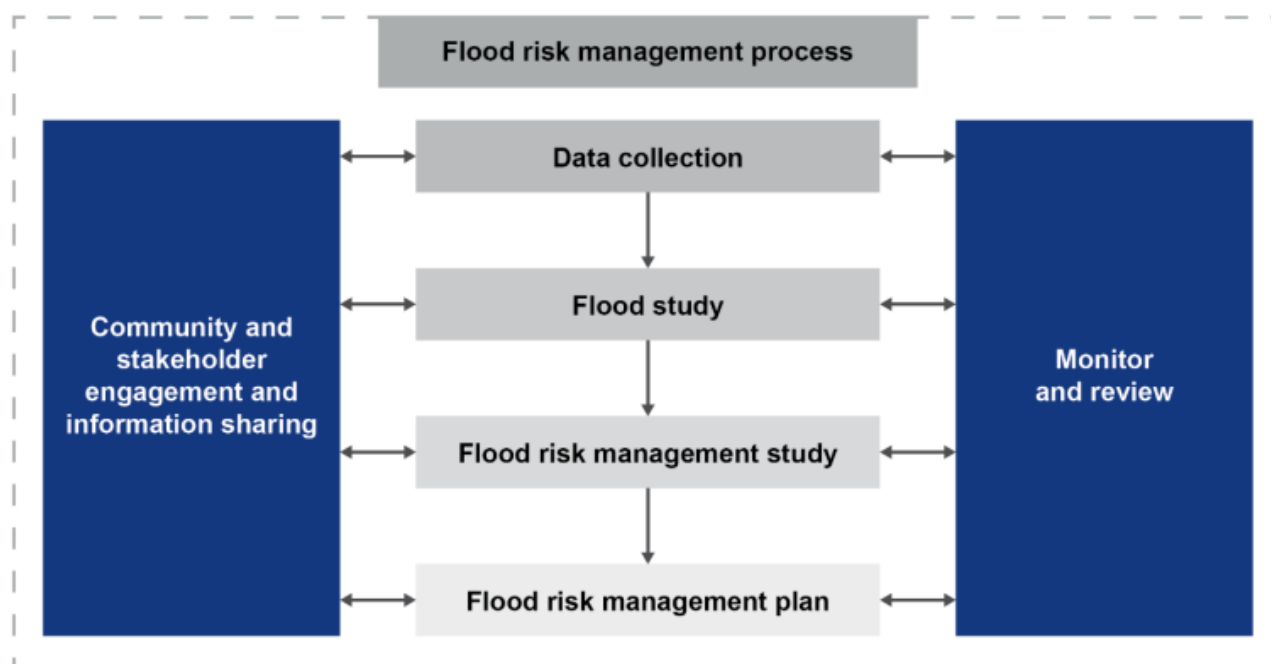 Flood risk management process
Data collection
Flood study
Flood risk management study
Flood risk management plan
Community and
stakeholder
engagement and
information sharing
Monitor
and review